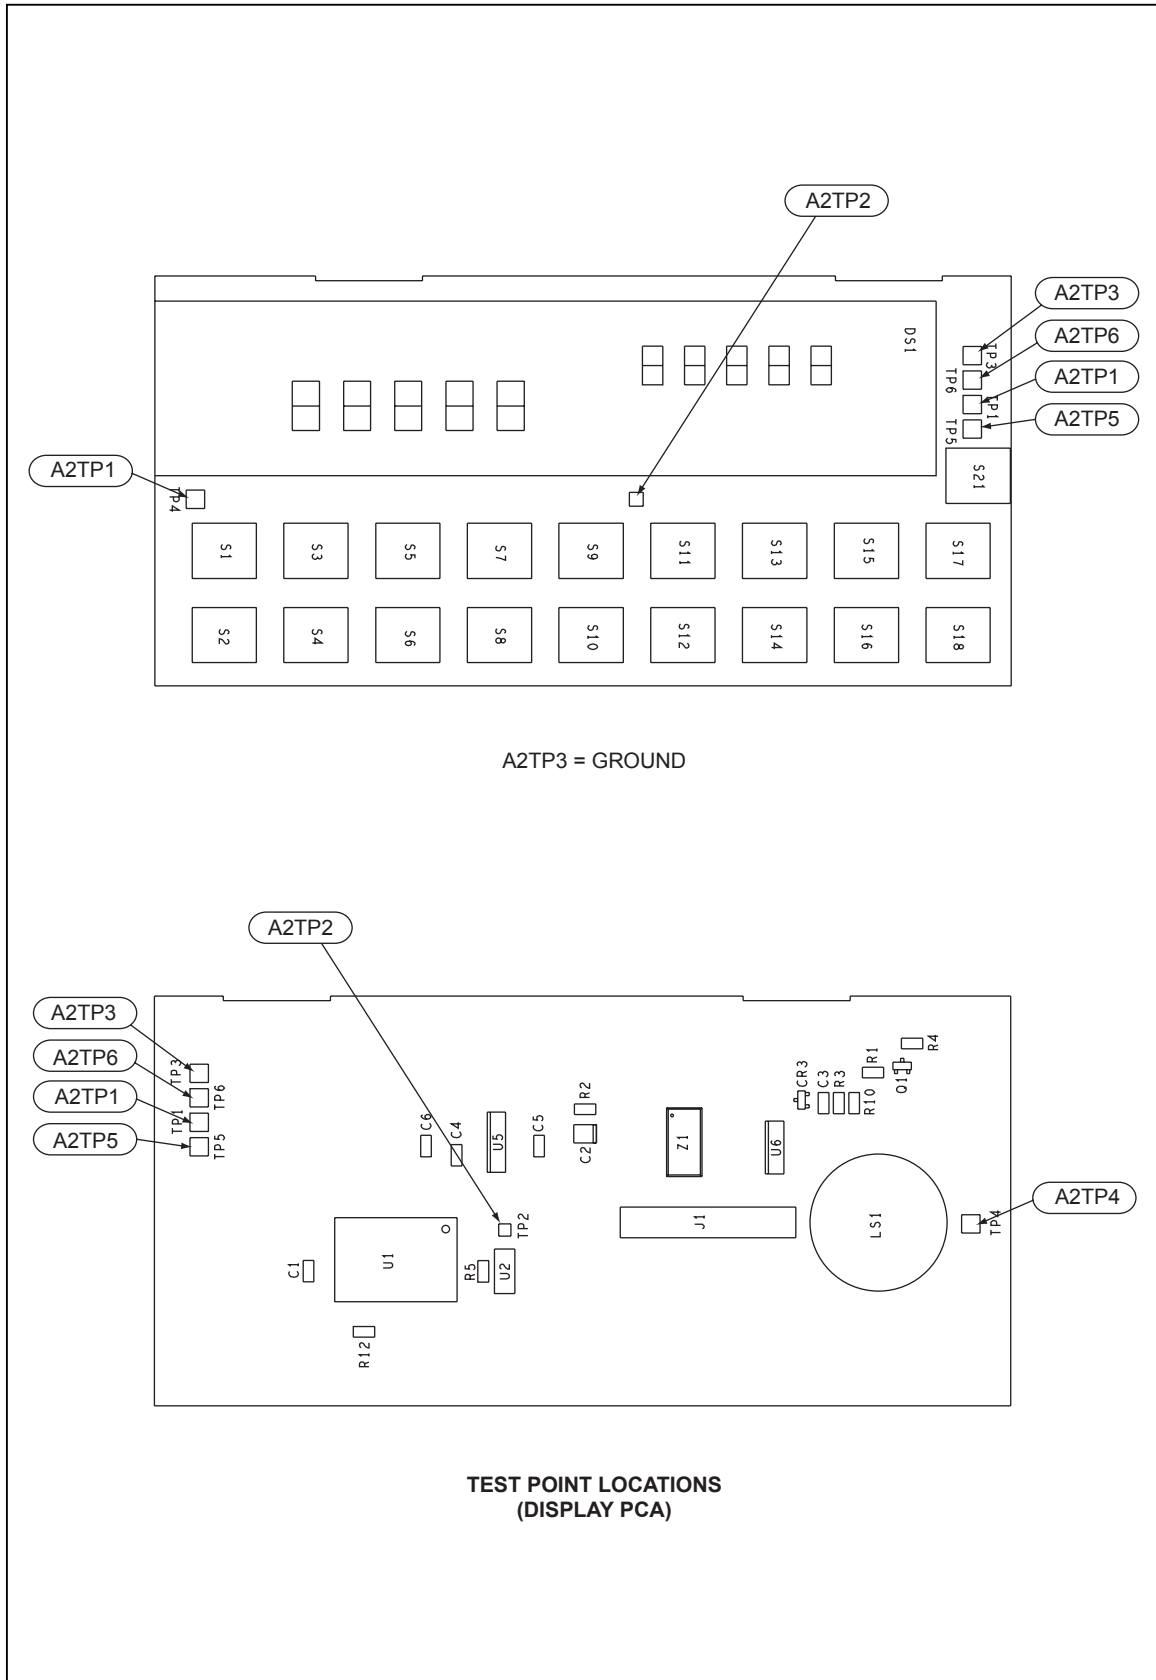 A2TP2
A2TP3
A2TP6
A2TP1
A2TP5
DS1
TP3
TP6
TP1
TP5
S21
A2TP1
TP4
S1
S3
S5
S7
S9
S11
S13
S15
S17
S2
S4
S6
S8
S10
S12
S14
S16
S18
A2TP3 = GROUND
A2TP2
A2TP3
A2TP6
A2TP1
A2TP5
TP3
TP6
TP1
TP5
C6
C4
U5
C5
R2
C2
Z1
U6
CR3
C3
R3
R10
R1
Q1
R4
A2TP4
TP4
LS1
J1
TP2
U1
C1
R5
U2
R12
TEST POINT LOCATIONS
(DISPLAY PCA)